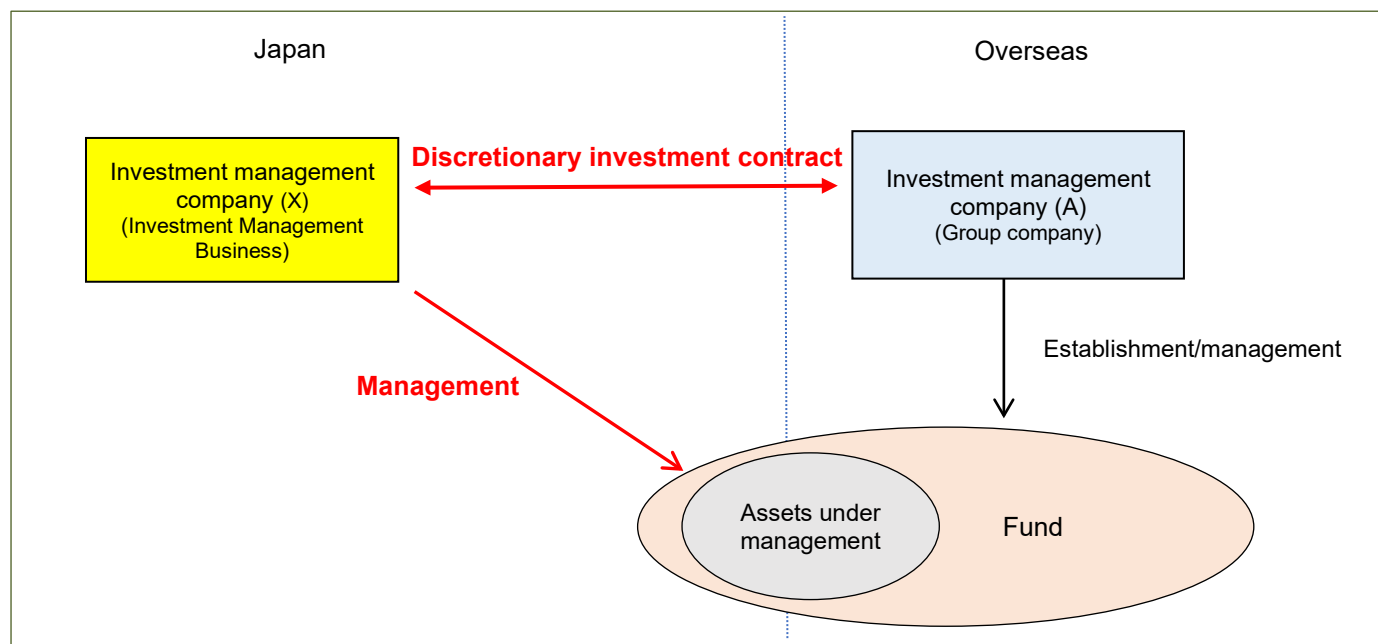 Japan
Overseas
Discretionary investment contract
Investment management
company (X)
(Investment Management
Business)
Investment management
company (A)
(Group company)
Establishment/management
Management
Assets under
management
Fund